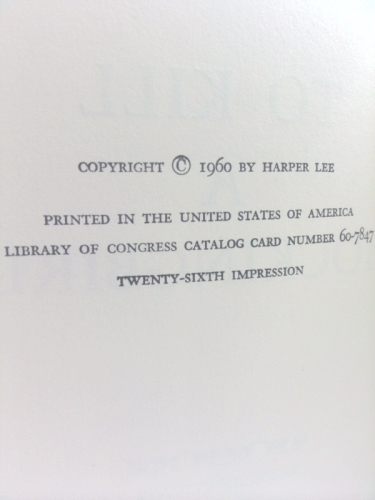 COPYRIGHT © 1960 BY HARPER LEE
PRINTED IN THE UNITED STATES OF AMERICA
LIBRARY OF CONGRESS CATALOG CARD NUMBER 60-7847
TWENTY-SIXTH IMPRESSION